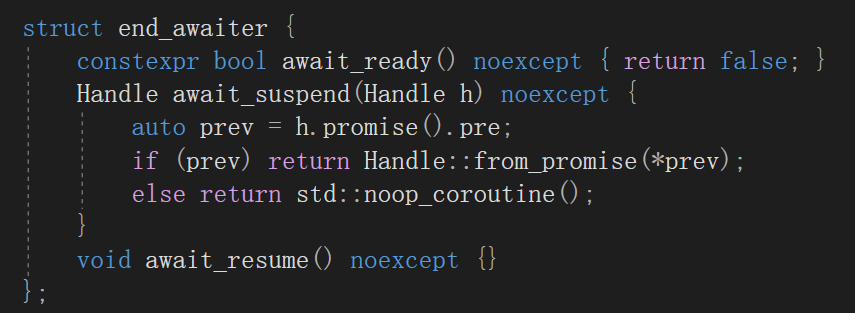 struct end_awaiter {
    constexpr bool await_ready() noexcept { return false; }
    Handle await_suspend(Handle h) noexcept {
        auto prev = h.promise().pre;
        if (prev) return Handle::from_promise(*prev);
        else return std::noop_coroutine();
    }
    void await_resume() noexcept {}
};